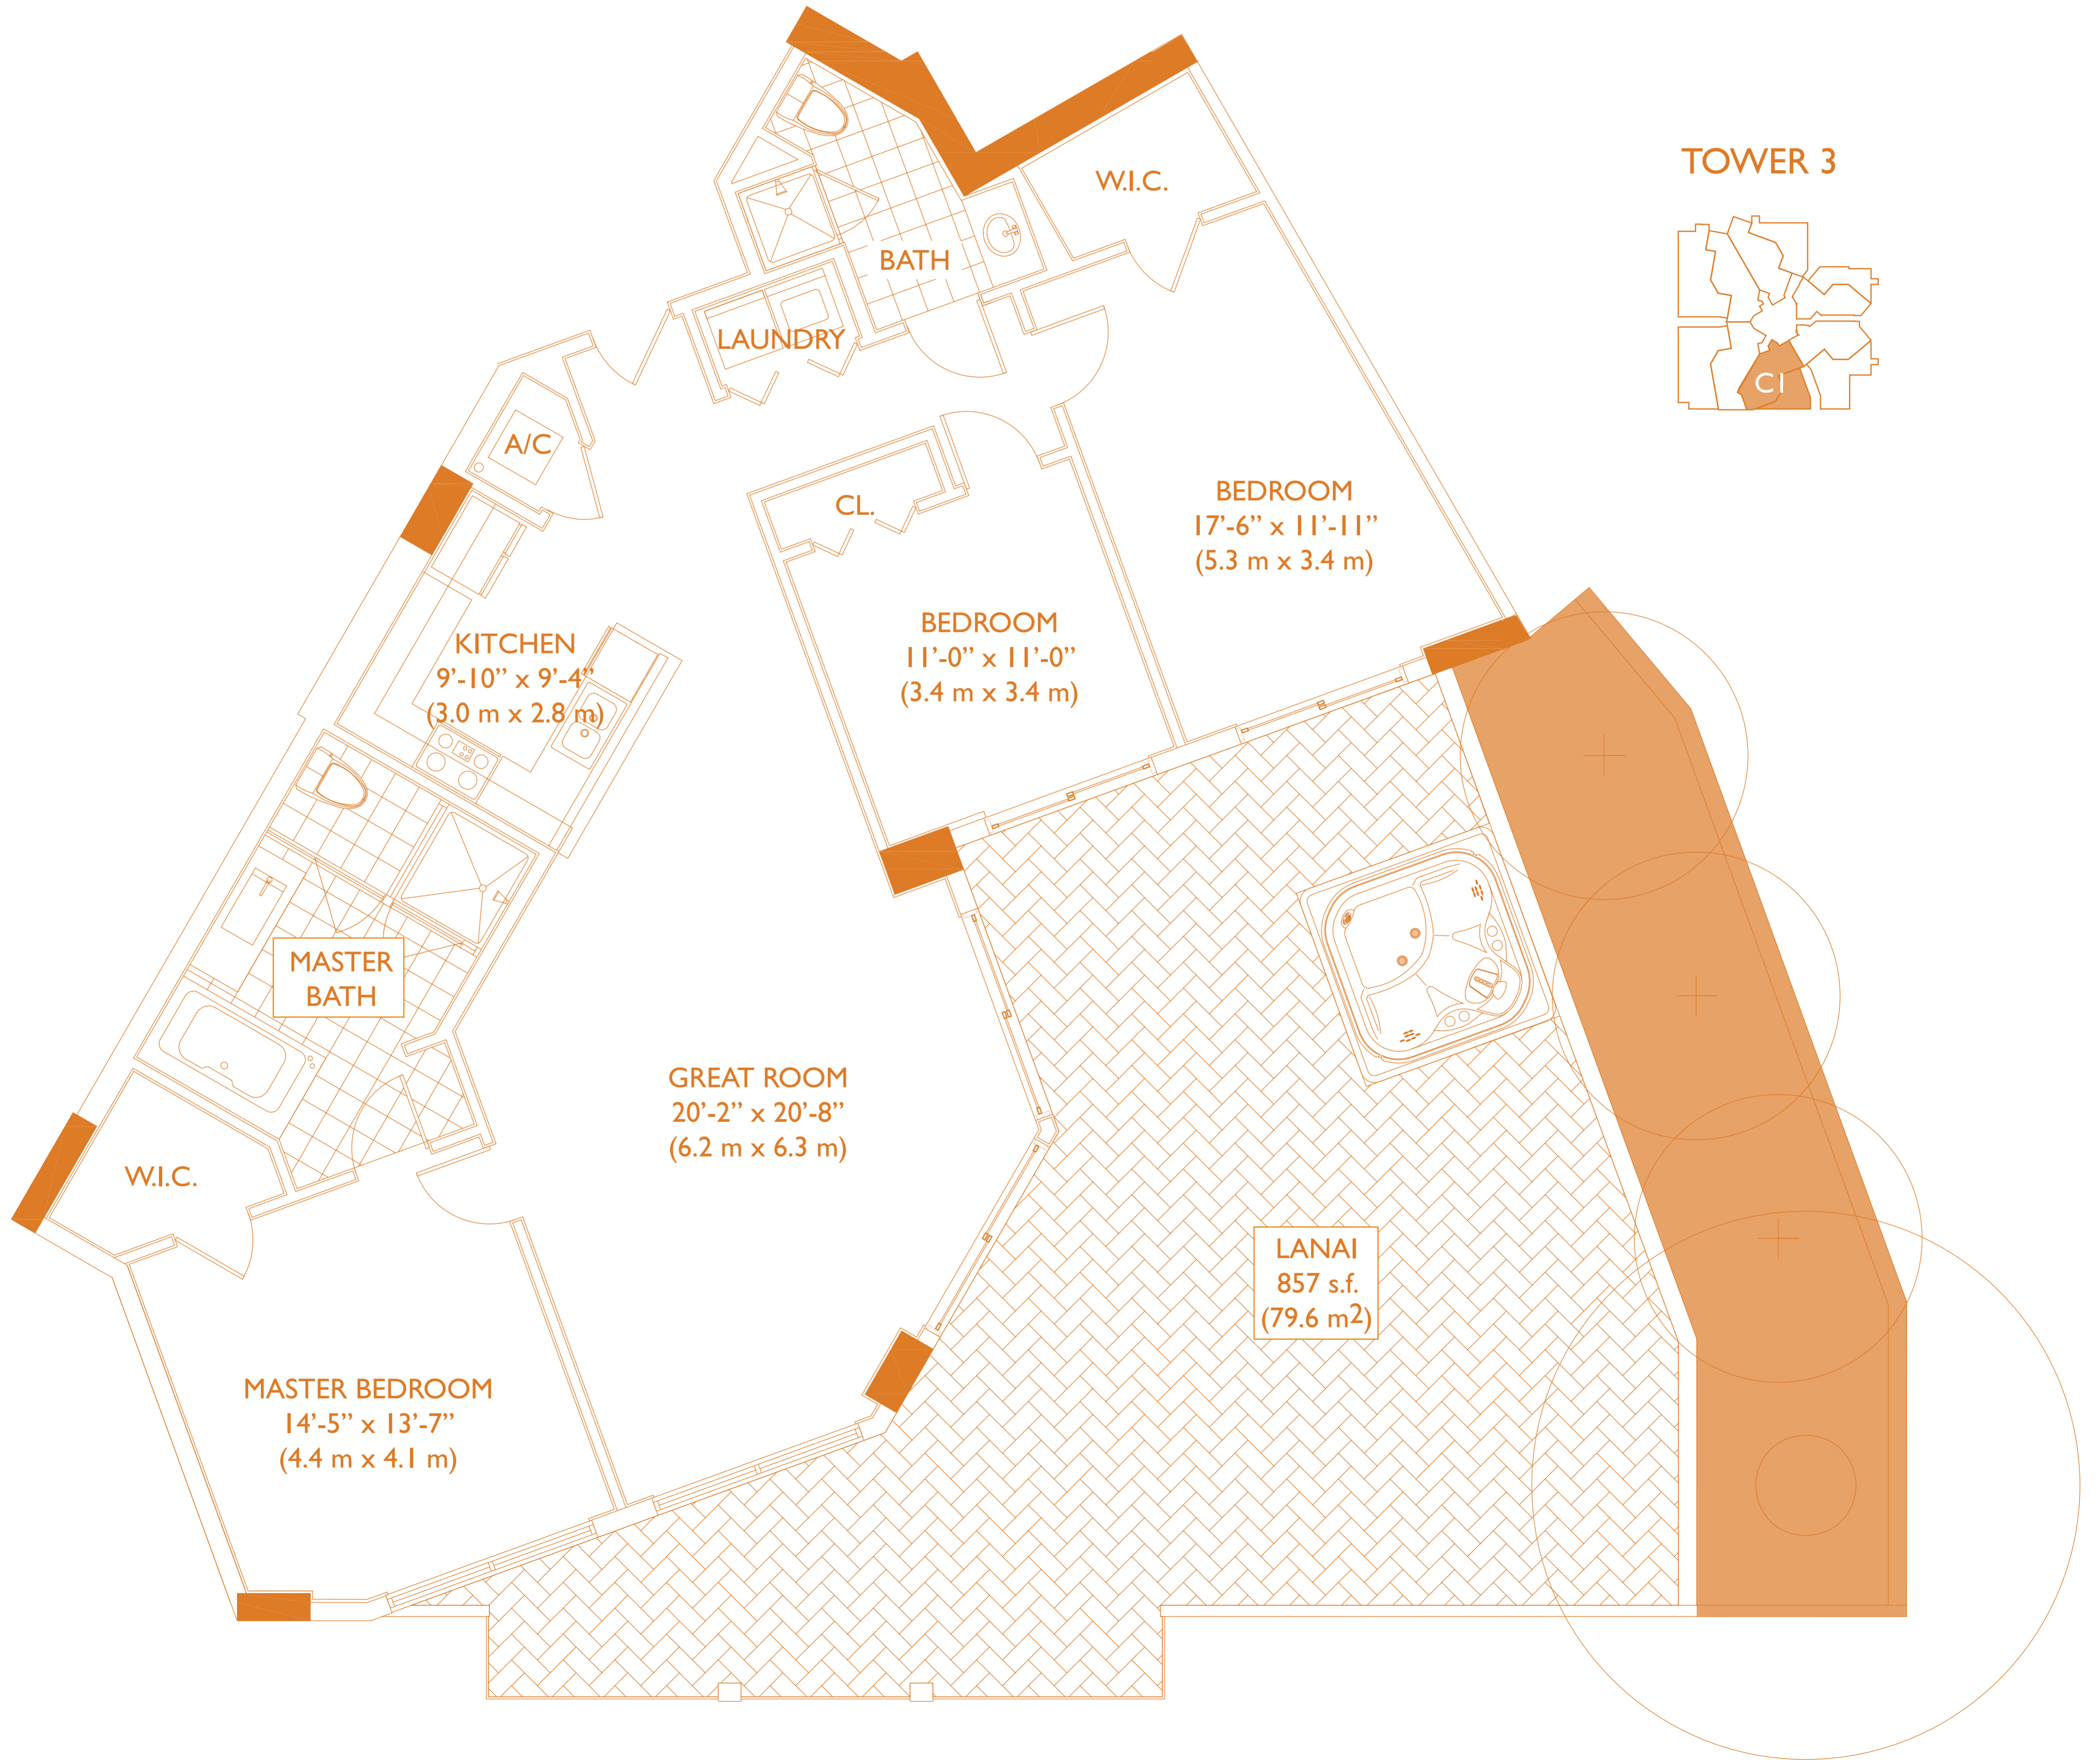 TOWER 3
C1
W.I.C.
BATH
LAUNDRY
A/C
CL.
BEDROOM
17’-6” x 11’-11”
(5.3 m x 3.4 m)
BEDROOM
11’-0” x 11’-0”
(3.4 m x 3.4 m)
KITCHEN
9’-10” x 9’-4”
(3.0 m x 2.8 m)
MASTER
BATH
GREAT ROOM
20’-2” x 20’-8”
(6.2 m x 6.3 m)
W.I.C.
LANAI
857 s.f.
(79.6 m2)
MASTER BEDROOM
14’-5” x 13’-7”
(4.4 m x 4.1 m)